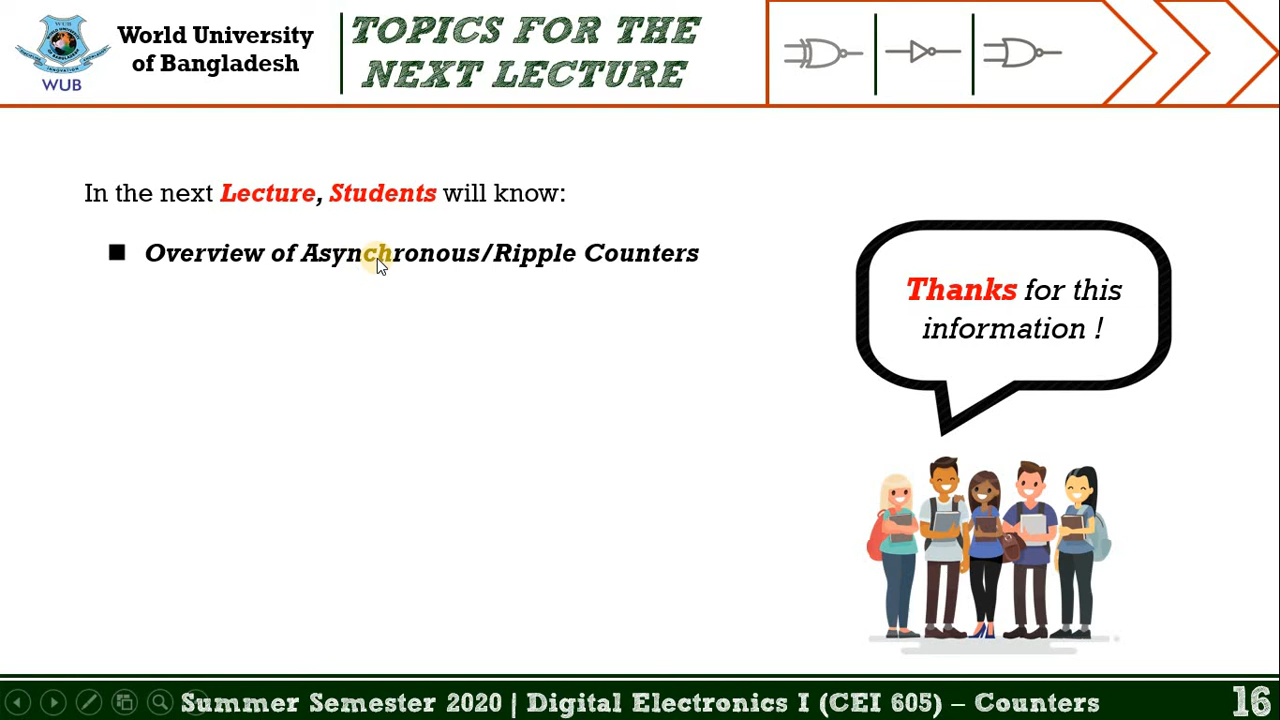 World University
of Bangladesh
WUB
TOPICS FOR THE
NEXT LECTURE
In the next Lecture, Students will know:
Overview of Asynchronous/Ripple Counters
Thanks for this
information !
Summer Semester 2020 | Digital Electronics I (CEI 605) – Counters
16